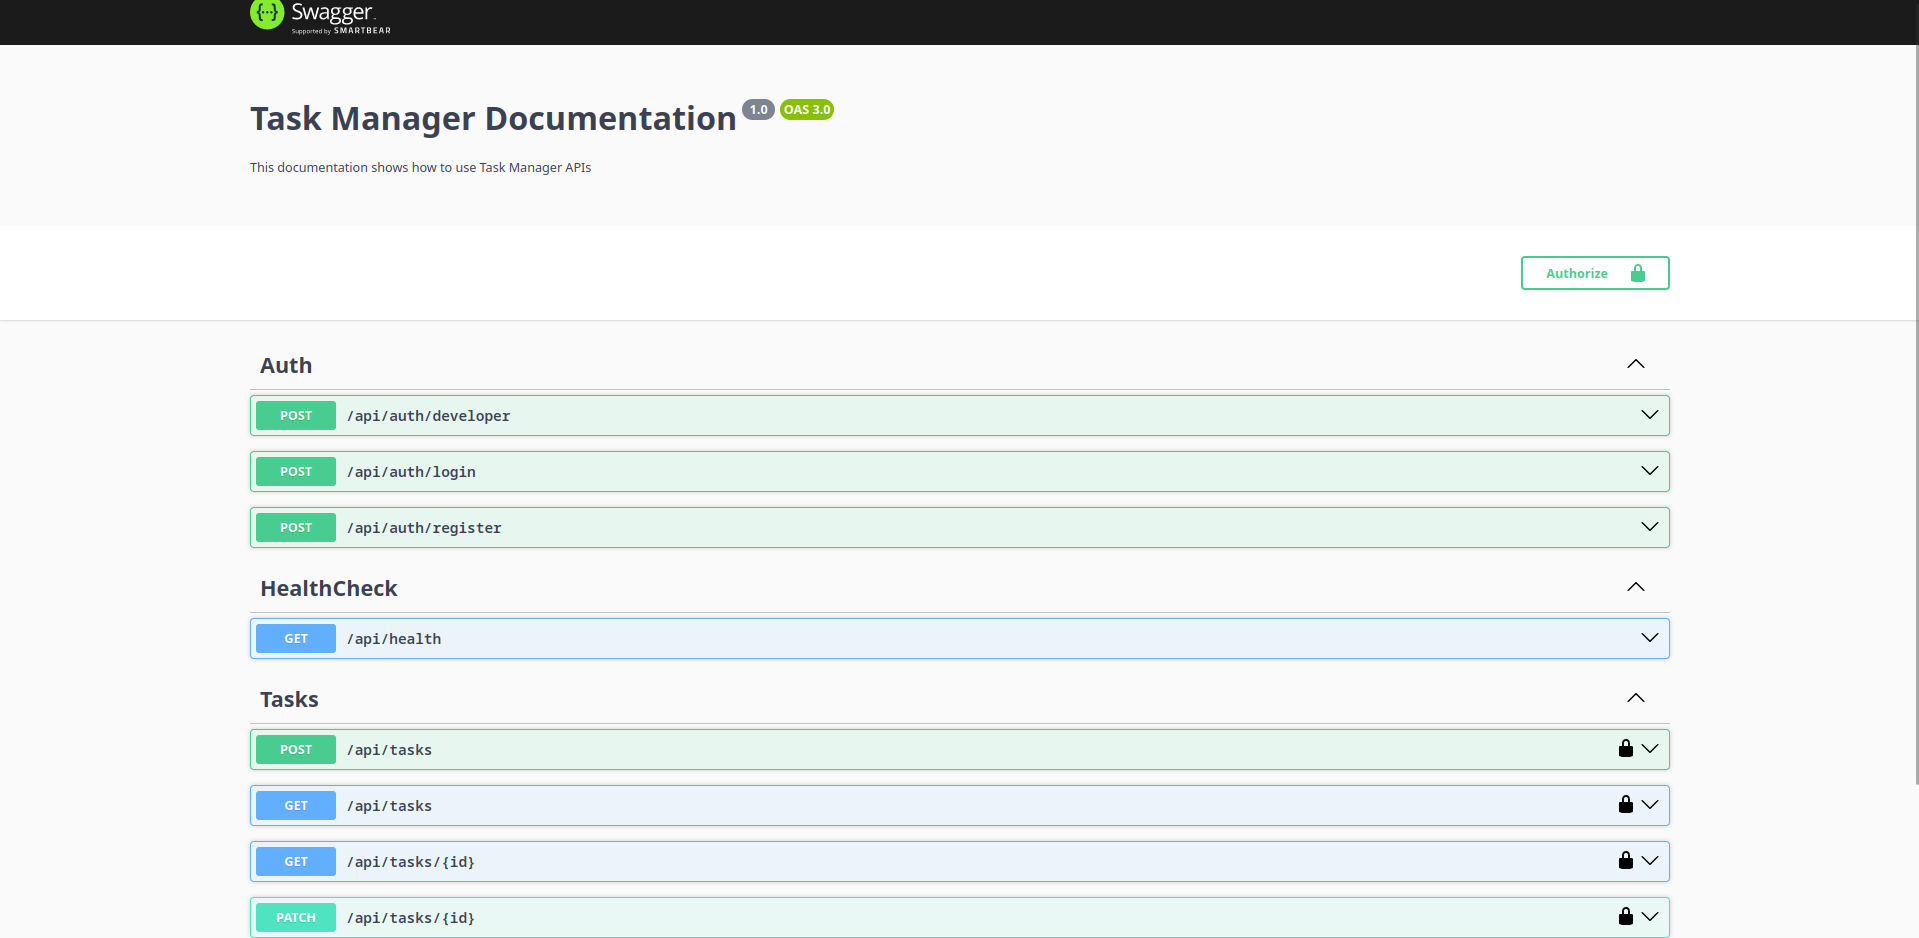 Swagger.
Supported by SMARTBEAR
Task Manager Documentation 1.0 OAS 3.0
This documentation shows how to use Task Manager APIs
Authorize
Auth
POST /api/auth/developer
POST /api/auth/login
POST /api/auth/register
HealthCheck
GET /api/health
Tasks
POST /api/tasks
GET /api/tasks
GET /api/tasks/{id}
PATCH /api/tasks/{id}